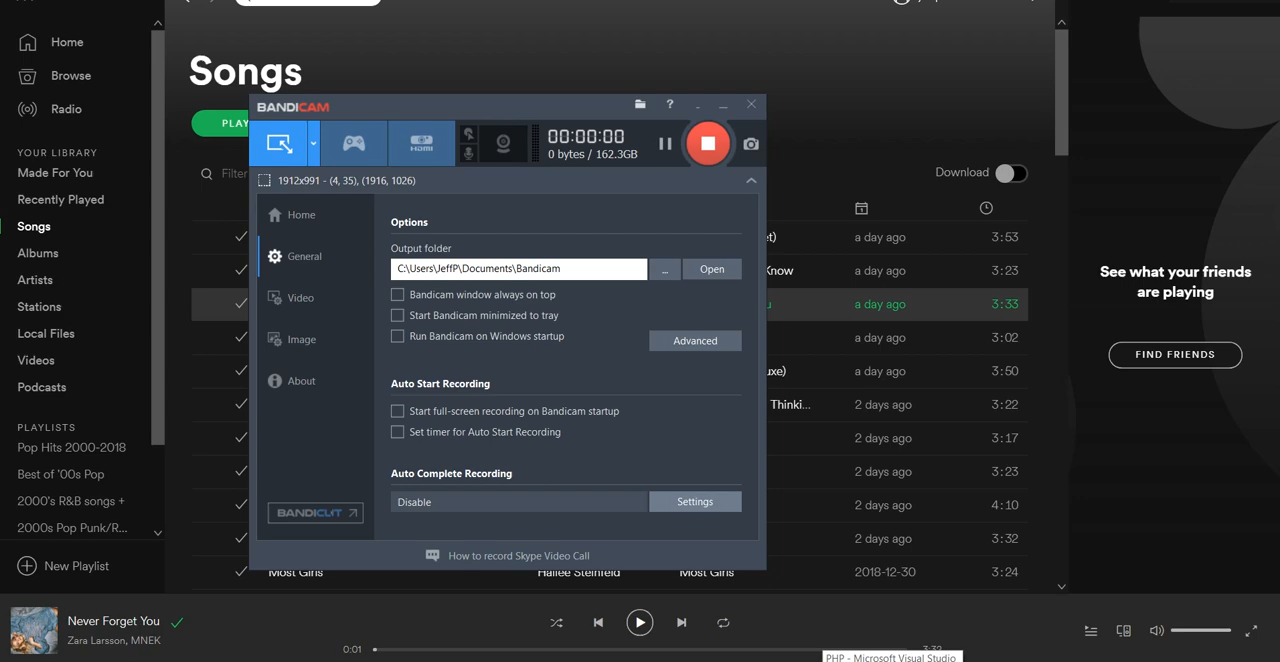 Home
Browse
Radio
YOUR LIBRARY
Made For You
Recently Played
Songs
Albums
Artists
Stations
Local Files
Videos
Podcasts
PLAYLISTS
Pop Hits 2000-2018
Best of '00s Pop
2000's R&B songs +
2000s Pop Punk/R...
New Playlist
Songs
PLAY
Filter
Download
BANDICAM
?
HDMI
00:00:00
0 bytes / 162.3GB
1912x991 - (4, 35), (1916, 1026)
Home
General
Video
Image
About
BANDICUT
Options
Output folder
C:\Users\JeffP\Documents\Bandicam
...
Open
Bandicam window always on top
Start Bandicam minimized to tray
Run Bandicam on Windows startup
Advanced
Auto Start Recording
Start full-screen recording on Bandicam startup
Set timer for Auto Start Recording
Auto Complete Recording
Disable
Settings
How to record Skype Video Call
a day ago 3:53
Know a day ago 3:23
a day ago 3:33
a day ago 3:02
a day ago 3:50
Thinki... 2 days ago 3:22
2 days ago 3:17
2 days ago 3:23
2 days ago 4:10
2 days ago 3:32
Most Girls Hailee Steinfeld Most Girls 2018-12-30 3:24
See what your friends
are playing
FIND FRIENDS
Never Forget You
Zara Larsson, MNEK
0:01
3:32
PHP - Microsoft Visual Studio